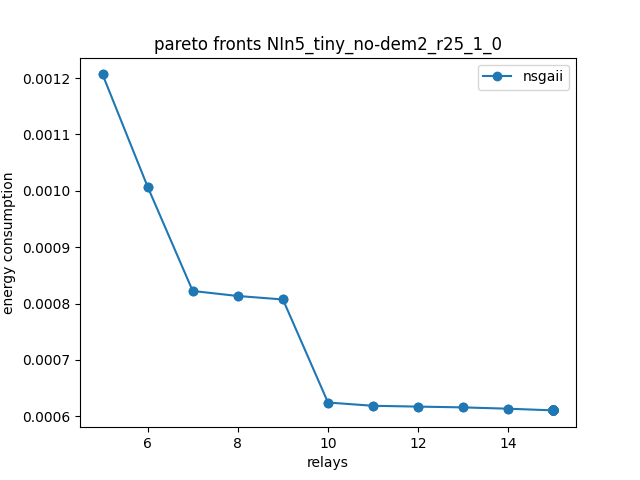 pareto fronts NIn5_tiny_no-dem2_r25_1_0
nsgaii
energy consumption
0.0012
0.0011
0.0010
0.0009
0.0008
0.0007
0.0006
6 8 10 12 14
relays